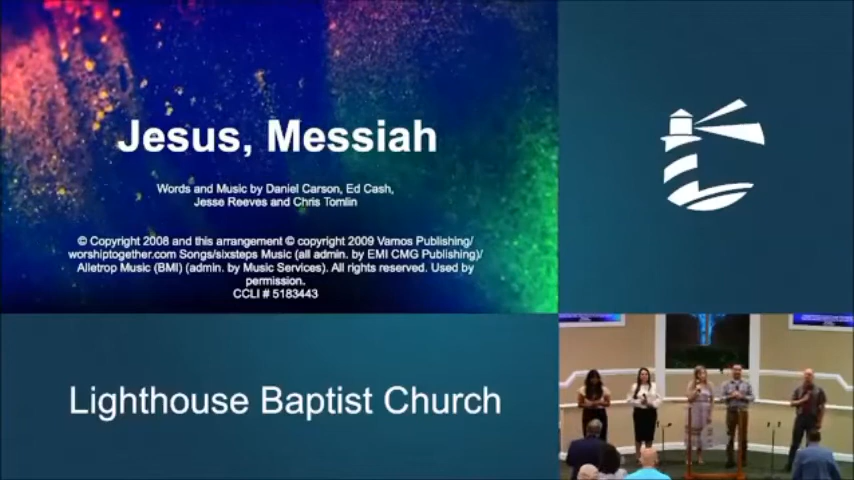 Jesus, Messiah
Words and Music by Daniel Carson, Ed Cash,
Jesse Reeves and Chris Tomlin
© Copyright 2008 and this arrangement © copyright 2009 Vamos Publishing/
worshiptogether.com Songs/sixsteps Music (all admin. by EMI CMG Publishing)/
Alletrop Music (BMI) (admin. by Music Services). All rights reserved. Used by
permission.
CCLI # 5183443
Lighthouse Baptist Church